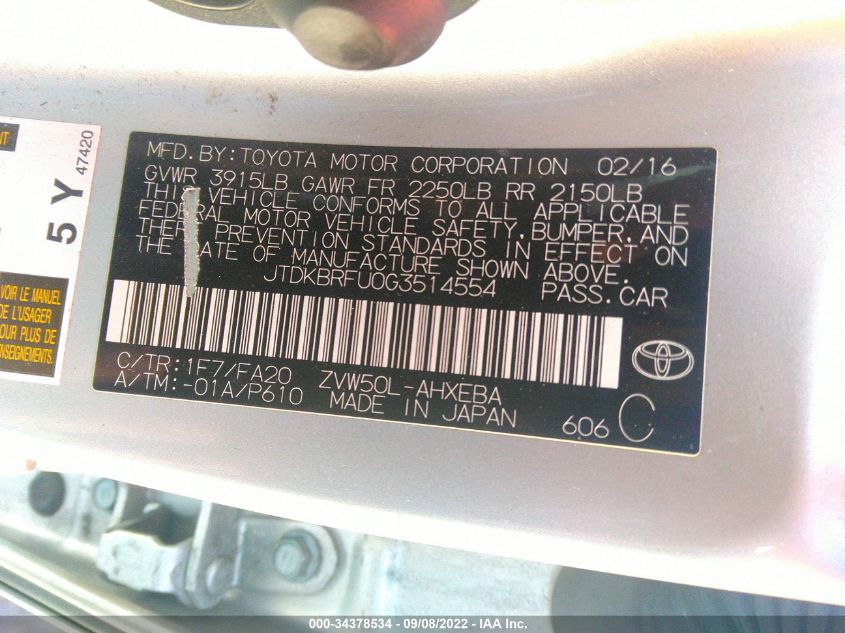 MFD. BY: TOYOTA MOTOR CORPORATION 02/16
GVWR 3915LB GAWR FR 2250LB RR 2150LB
THIS VEHICLE CONFORMS TO ALL APPLICABLE
FEDERAL MOTOR VEHICLE SAFETY, BUMPER, AND
THEFT PREVENTION STANDARDS IN EFFECT ON
THE DATE OF MANUFACTURE SHOWN ABOVE.
JTDKBRFU0G3514554 PASS. CAR
C/TR: 1F7/FA20 ZVW50L-AHXEBA
A/TM: -01A/P610 MADE IN JAPAN
606 C
5 Y 47420
VOIR LE MANUEL
DE L'USAGER
POUR PLUS DE
000-34378534 - 09/08/2022 - IAA Inc.